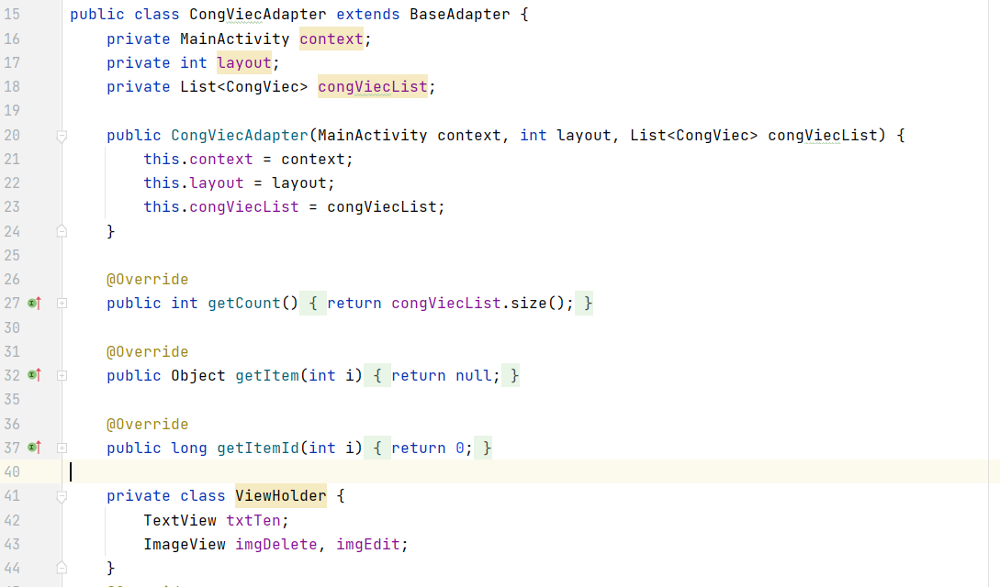 15 public class CongViecAdapter extends BaseAdapter {
16 private MainActivity context;
17 private int layout;
18 private List<CongViec> congViecList;
19
20 public CongViecAdapter(MainActivity context, int layout, List<CongViec> congViecList) {
21 this.context = context;
22 this.layout = layout;
23 this.congViecList = congViecList;
24 }
25
26 @Override
27 public int getCount() { return congViecList.size(); }
30
31 @Override
32 public Object getItem(int i) { return null; }
35
36 @Override
37 public long getItemId(int i) { return 0; }
40
41 private class ViewHolder {
42 TextView txtTen;
43 ImageView imgDelete, imgEdit;
44 }